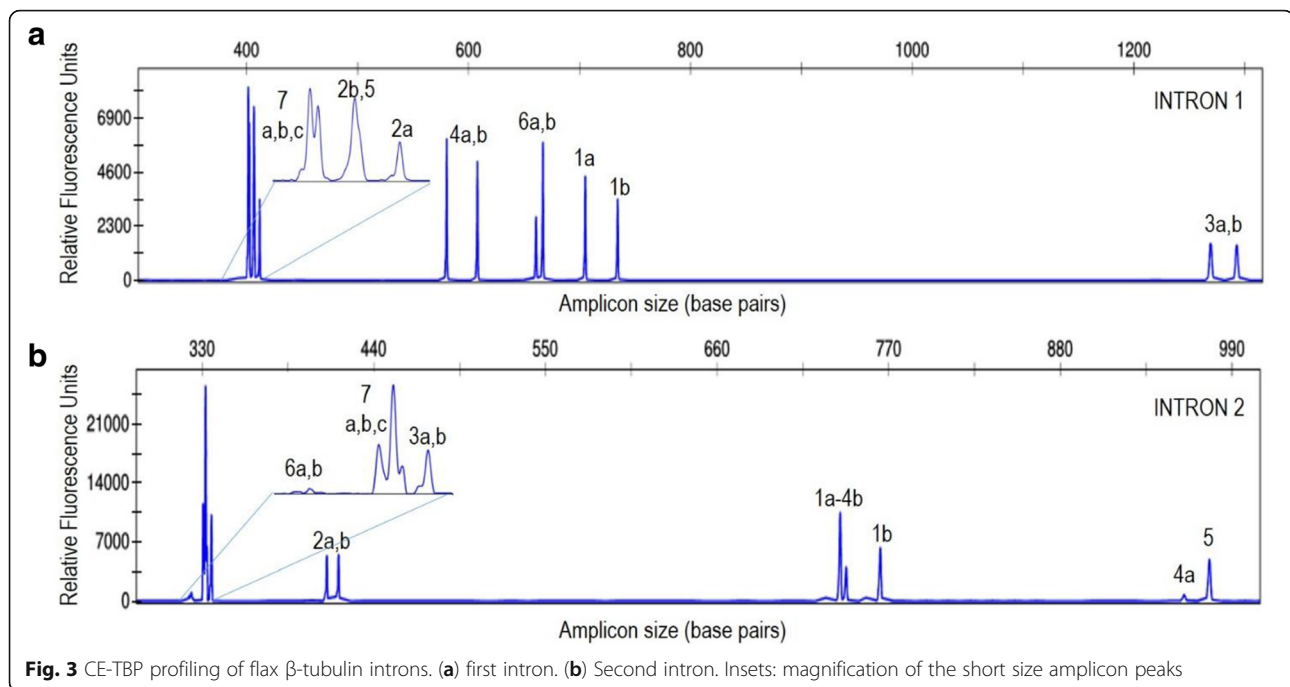 a
400 600 800 1000 1200
INTRON 1
Relative Fluorescence Units
6900
4600
2300
0
7
a,b,c
2b,5
2a
4a,b
6a,b
1a
1b
3a,b
Amplicon size (base pairs)
b
330 440 550 660 770 880 990
INTRON 2
Relative Fluorescence Units
21000
14000
7000
0
6a,b
7
a,b,c
3a,b
2a,b
1a-4b
1b
4a
5
Amplicon size (base pairs)
Fig. 3 CE-TBP profiling of flax β-tubulin introns. (a) first intron. (b) Second intron. Insets: magnification of the short size amplicon peaks